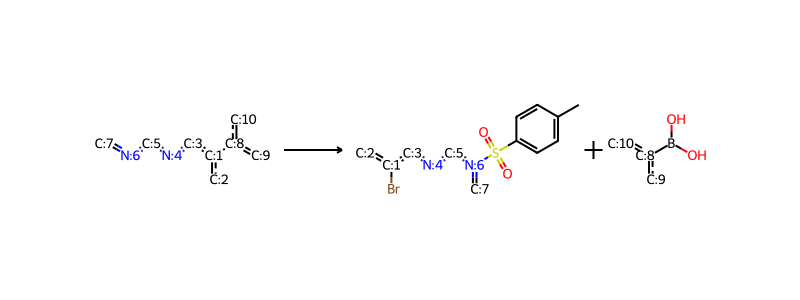 C:10
C:7 C:5 C:3 C:8
N:6 N:4 C:1 C:9
C:2
C:2 C:3 C:5 O S
C:1 N:4 N:6 O
Br C:7
+
OH
C:10 B
C:8 OH
C:9